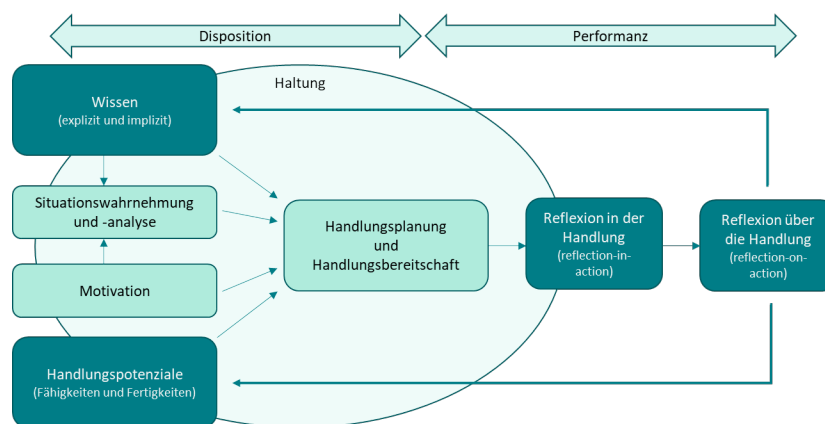 Disposition
Performanz
Haltung
Wissen
(explizit und implizit)
Situationswahrnehmung
und -analyse
Motivation
Handlungspotenziale
(Fähigkeiten und Fertigkeiten)
Handlungsplanung
und
Handlungsbereitschaft
Reflexion in der
Handlung
(reflection-in-
action)
Reflexion über
die Handlung
(reflection-on-
action)